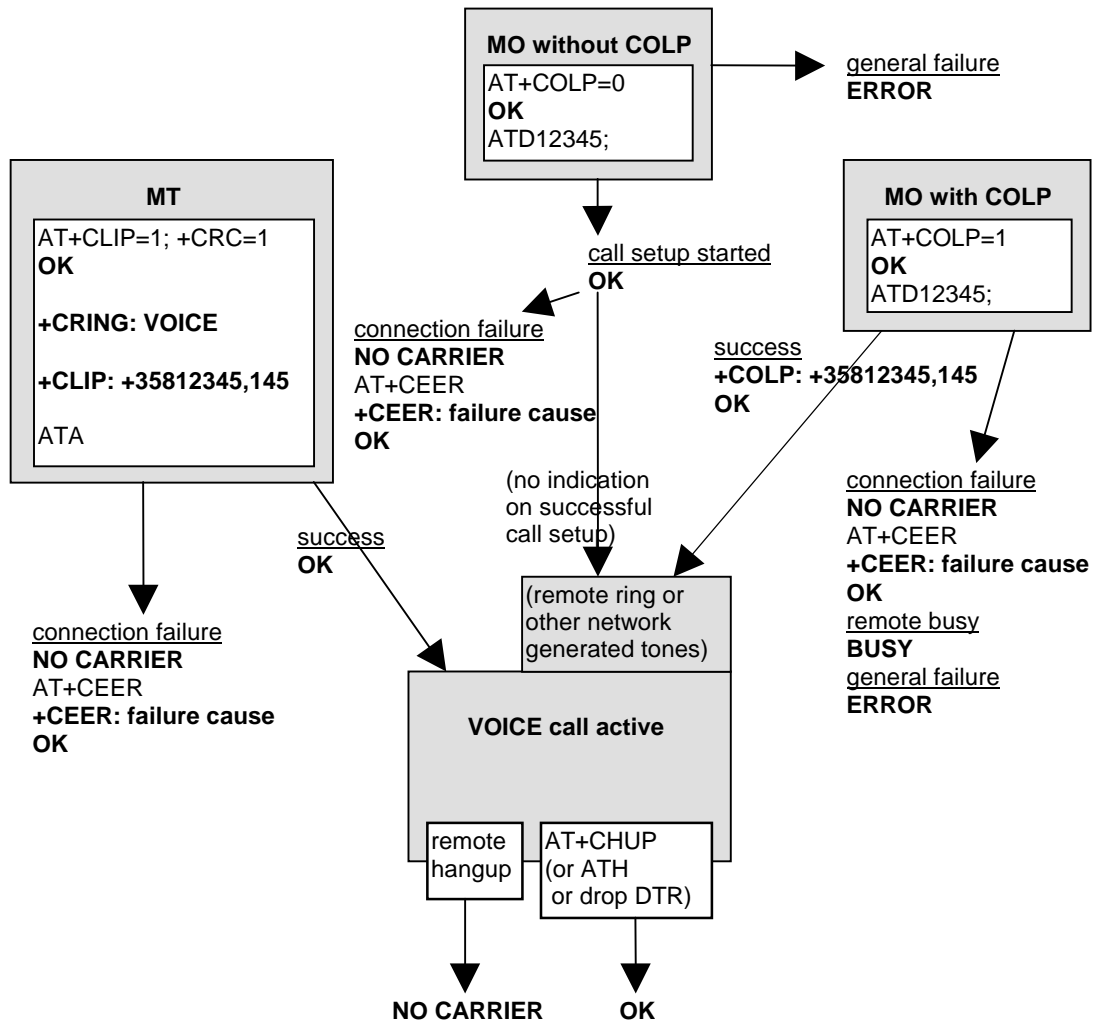 MO without COLP
AT+COLP=0
OK
ATD12345;
general failure
ERROR
MT
AT+CLIP=1; +CRC=1
OK
+CRING: VOICE
+CLIP: +35812345,145
ATA
MO with COLP
AT+COLP=1
OK
ATD12345;
call setup started
OK
connection failure
NO CARRIER
AT+CEER
+CEER: failure cause
OK
success
+COLP: +35812345,145
OK
(no indication
on successful
call setup)
connection failure
NO CARRIER
AT+CEER
+CEER: failure cause
OK
remote busy
BUSY
general failure
ERROR
success
OK
connection failure
NO CARRIER
AT+CEER
+CEER: failure cause
OK
(remote ring or
other network
generated tones)
VOICE call active
remote
hangup
AT+CHUP
(or ATH
or drop DTR)
NO CARRIER
OK